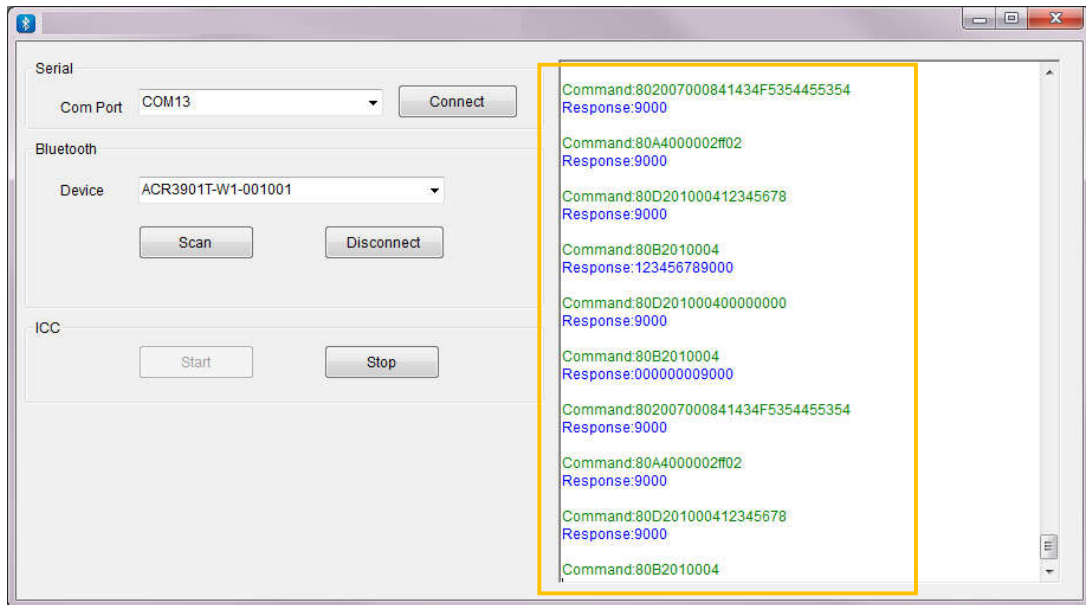 Serial
Com Port
COM13
Connect
Bluetooth
Device
ACR3901T-W1-001001
Scan
Disconnect
ICC
Start
Stop
Command:802007000841434F5354455354
Response:9000
Command:80A4000002ff02
Response:9000
Command:80D201000412345678
Response:9000
Command:80B2010004
Response:123456789000
Command:80D201000400000000
Response:9000
Command:80B2010004
Response:000000009000
Command:802007000841434F5354455354
Response:9000
Command:80A4000002ff02
Response:9000
Command:80D201000412345678
Response:9000
Command:80B2010004